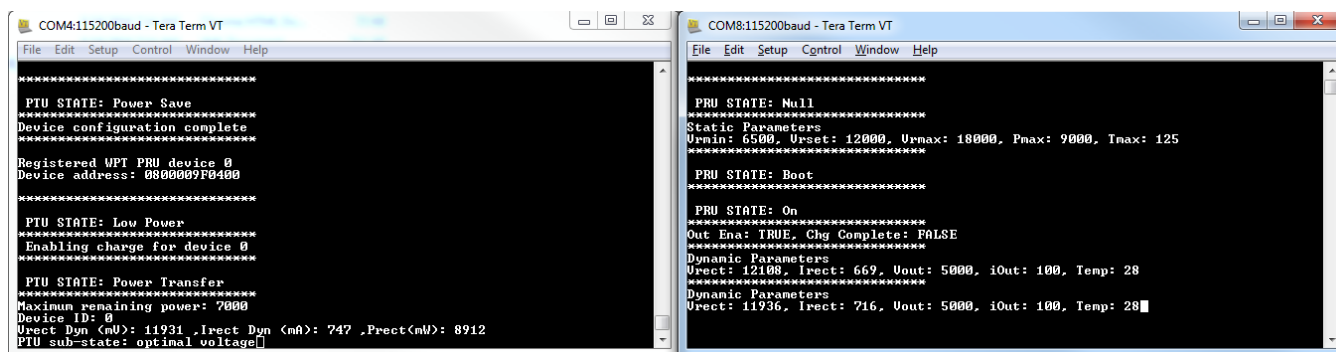 COM4:115200baud - Tera Term VT
File Edit Setup Control Window Help
******************************
PTU STATE: Power Save
******************************
Device configuration complete
******************************
Registered WPT PRU device 0
Device address: 0800009F0400
******************************
PTU STATE: Low Power
******************************
Enabling charge for device 0
******************************
PTU STATE: Power Transfer
******************************
Maximum remaining power: 7000
Device ID: 0
Vrect Dyn (mV): 11931 ,Irect Dyn (mA): 747 ,Prect(mW): 8912
PTU sub-state: optimal voltage
COM8:115200baud - Tera Term VT
File Edit Setup Control Window Help
******************************
PRU STATE: Null
******************************
Static Parameters
Vrmin: 6500, Vrset: 12000, Vrmax: 18000, Pmax: 9000, Tmax: 125
******************************
PRU STATE: Boot
******************************
PRU STATE: On
******************************
Out Ena: TRUE, Chg Complete: FALSE
******************************
Dynamic Parameters
Vrect: 12108, Irect: 669, Vout: 5000, iOut: 100, Temp: 28
******************************
Dynamic Parameters
Vrect: 11936, Irect: 716, Vout: 5000, iOut: 100, Temp: 28